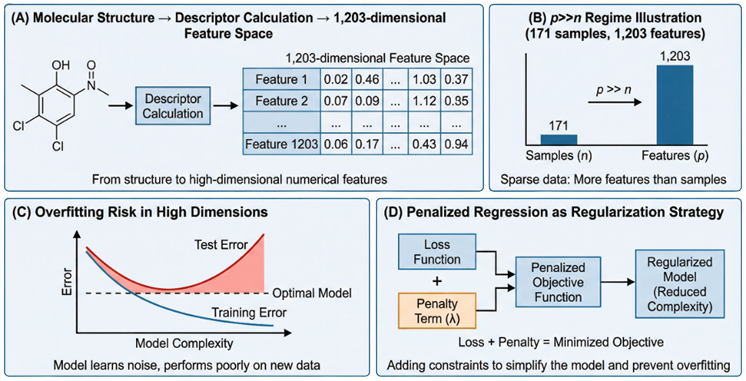 (A) Molecular Structure → Descriptor Calculation → 1,203-dimensional
Feature Space
1,203-dimensional Feature Space
OH
O
N
Cl
Cl
Descriptor
Calculation
Feature 1 0.02 0.46 ... 1.03 0.37
Feature 2 0.07 0.09 ... 1.12 0.85
... ... ... ... ...
Feature 1203 0.06 0.17 ... 0.43 0.94
From structure to high-dimensional numerical features
(B) p>>n Regime Illustration
(171 samples, 1,203 features)
1,203
p >> n
171
Samples (n) Features (p)
Sparse data: More features than samples
(C) Overfitting Risk in High Dimensions
Test Error
Optimal Model
Training Error
Error
Model Complexity
Model learns noise, performs poorly on new data
(D) Penalized Regression as Regularization Strategy
Loss
Function
+
Penalty
Term (λ)
Penalized
Objective
Function
Regularized
Model
(Reduced
Complexity)
Loss + Penalty = Minimized Objective
Adding constraints to simplify the model and prevent overfitting